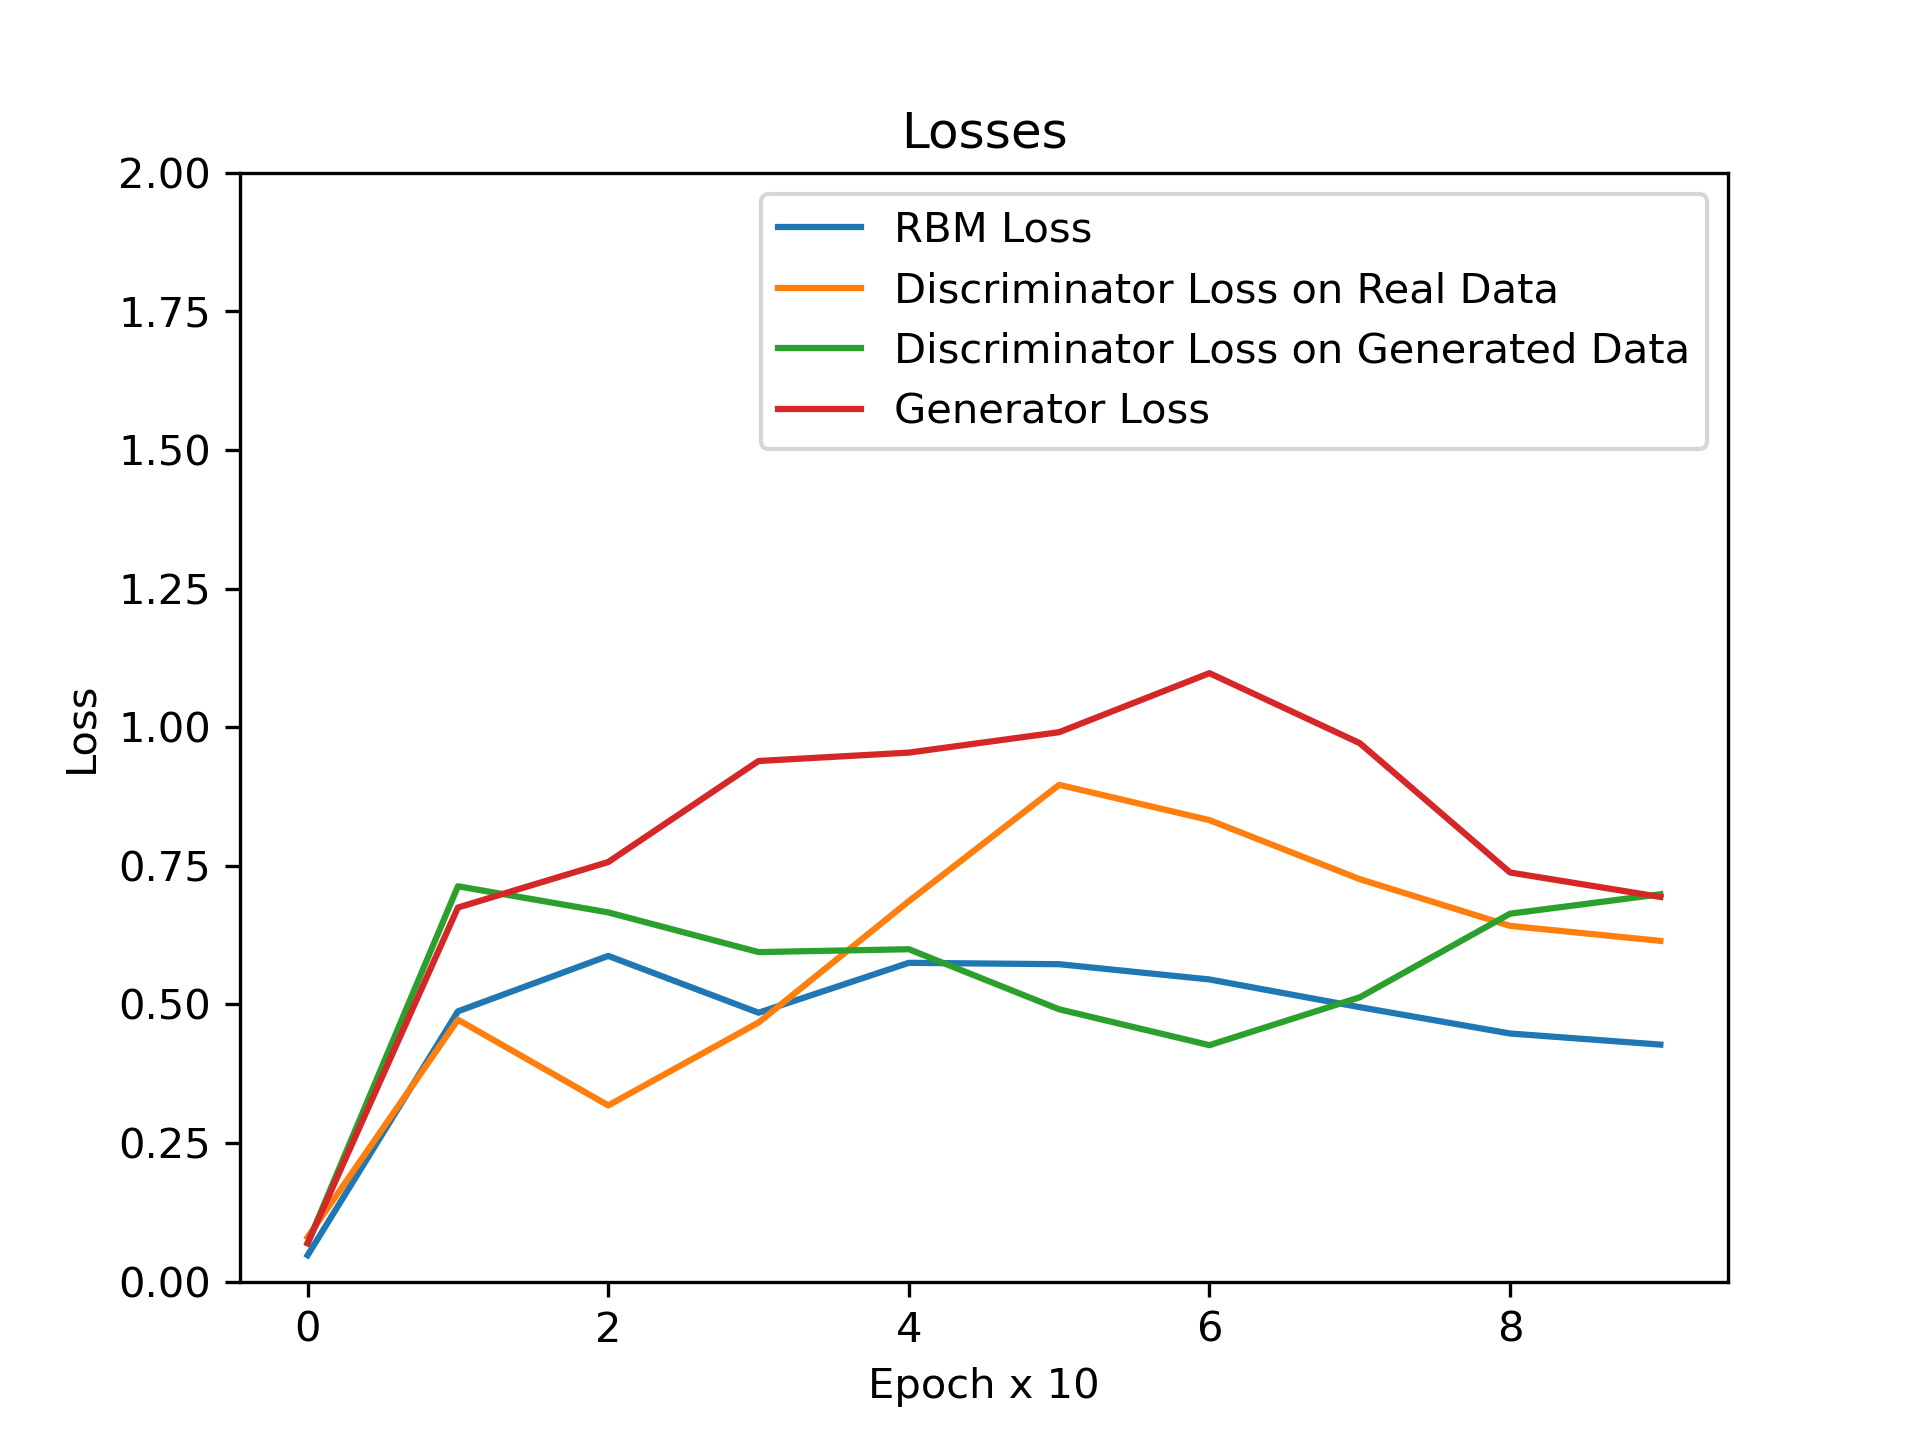 Losses
2.00
1.75
1.50
1.25
1.00
0.75
0.50
0.25
0.00
Loss
RBM Loss
Discriminator Loss on Real Data
Discriminator Loss on Generated Data
Generator Loss
0 2 4 6 8
Epoch x 10